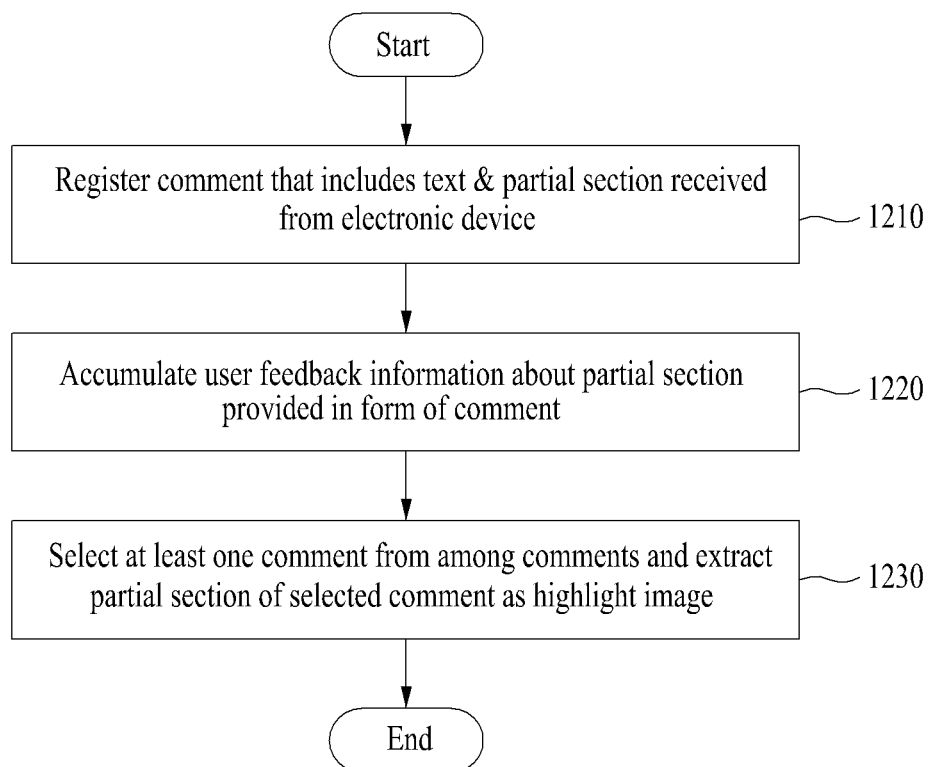 Start
Register comment that includes text & partial section received
from electronic device
1210
Accumulate user feedback information about partial section
provided in form of comment
1220
Select at least one comment from among comments and extract
partial section of selected comment as highlight image
1230
End